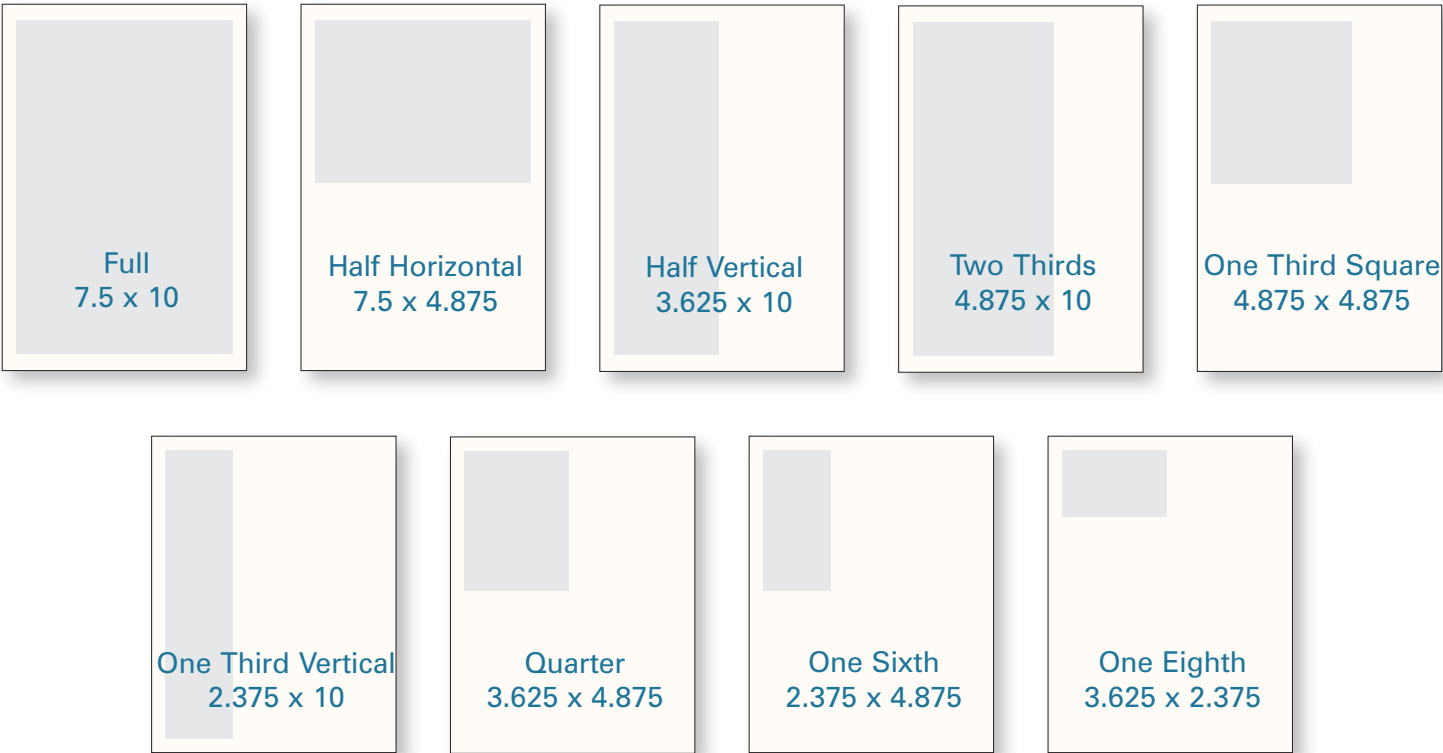 Full
7.5 x 10
Half Horizontal
7.5 x 4.875
Half Vertical
3.625 x 10
Two Thirds
4.875 x 10
One Third Square
4.875 x 4.875
One Third Vertical
2.375 x 10
Quarter
3.625 x 4.875
One Sixth
2.375 x 4.875
One Eighth
3.625 x 2.375